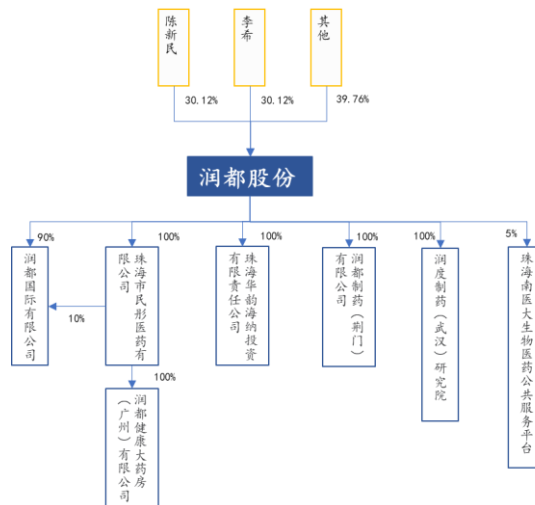 陈新民
李希
其他
30.12%
30.12%
39.76%
润都股份
90%
100%
100%
100%
100%
5%
润都国际有限公司
珠海市民彤医药有
限公司
珠海华韵海纳投资
有限责任公司
润都制药（荆门）
有限公司
润度制药（武汉）研究院
珠海南医大生物医药公共服务平台
10%
100%
润都健康大药房
（广州）有限公司